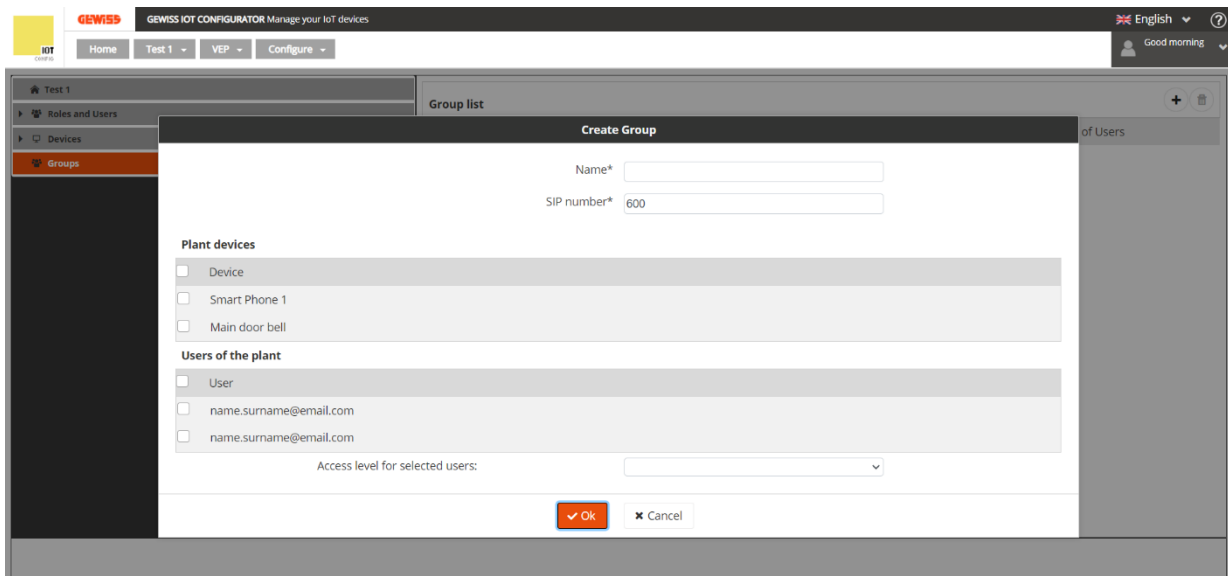 GEWISS
GEWISS IOT CONFIGURATOR Manage your IoT devices
English
?
IOT
config
Home
Test 1
VEP
Configure
Good morning
Test 1
Roles and Users
Devices
Groups
Group list
of Users
Create Group
Name*
SIP number* 600
Plant devices
Device
Smart Phone 1
Main door bell
Users of the plant
User
name.surname@email.com
name.surname@email.com
Access level for selected users:
Ok
Cancel